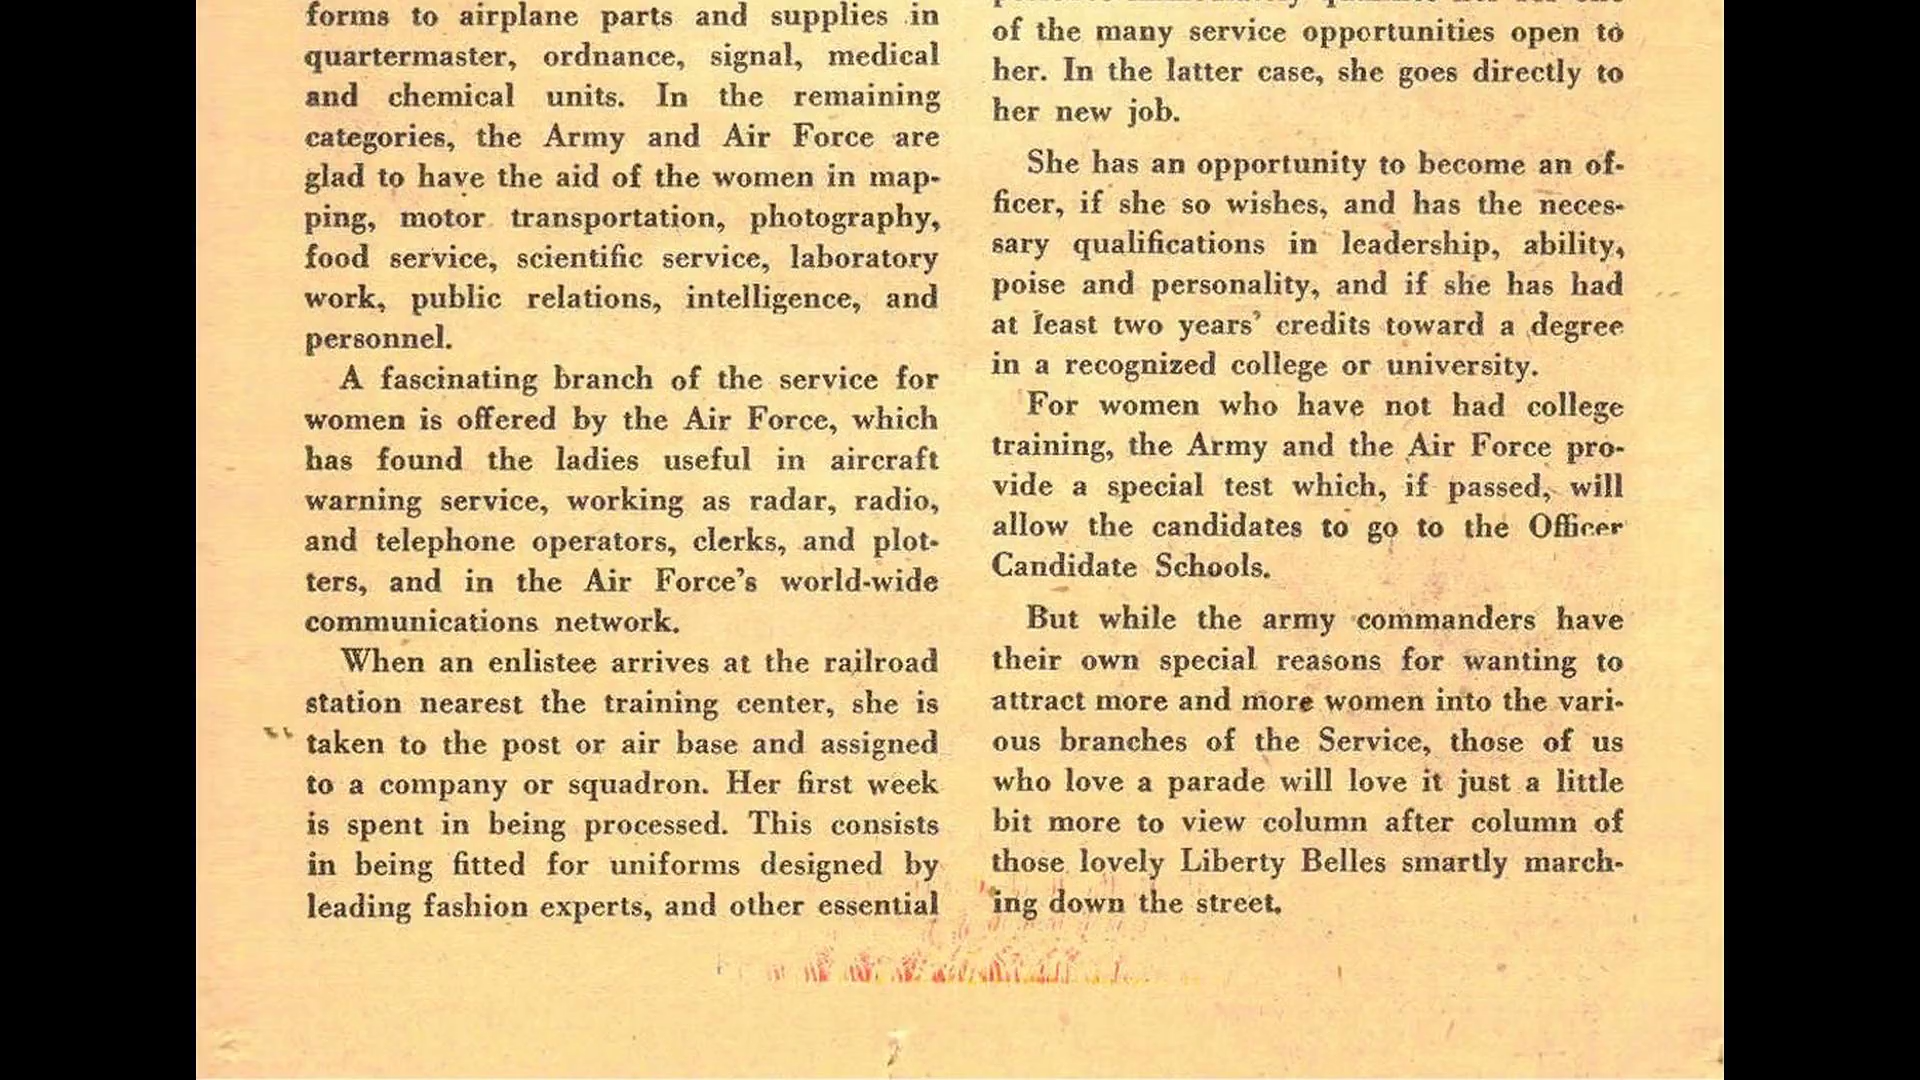 forms to airplane parts and supplies in
quartermaster, ordnance, signal, medical
and chemical units. In the remaining
categories, the Army and Air Force are
glad to have the aid of the women in map-
ping, motor transportation, photography,
food service, scientific service, laboratory
work, public relations, intelligence, and
personnel.
A fascinating branch of the service for
women is offered by the Air Force, which
has found the ladies useful in aircraft
warning service, working as radar, radio,
and telephone operators, clerks, and plot-
ters, and in the Air Force's world-wide
communications network.
When an enlistee arrives at the railroad
station nearest the training center, she is
taken to the post or air base and assigned
to a company or squadron. Her first week
is spent in being processed. This consists
in being fitted for uniforms designed by
leading fashion experts, and other essential
of the many service opportunities open to
her. In the latter case, she goes directly to
her new job.
She has an opportunity to become an of-
ficer, if she so wishes, and has the neces-
sary qualifications in leadership, ability,
poise and personality, and if she has had
at least two years' credits toward a degree
in a recognized college or university.
For women who have not had college
training, the Army and the Air Force pro-
vide a special test which, if passed, will
allow the candidates to go to the Officer
Candidate Schools.
But while the army commanders have
their own special reasons for wanting to
attract more and more women into the vari-
ous branches of the Service, those of us
who love a parade will love it just a little
bit more to view column after column of
those lovely Liberty Belles smartly march-
ing down the street.